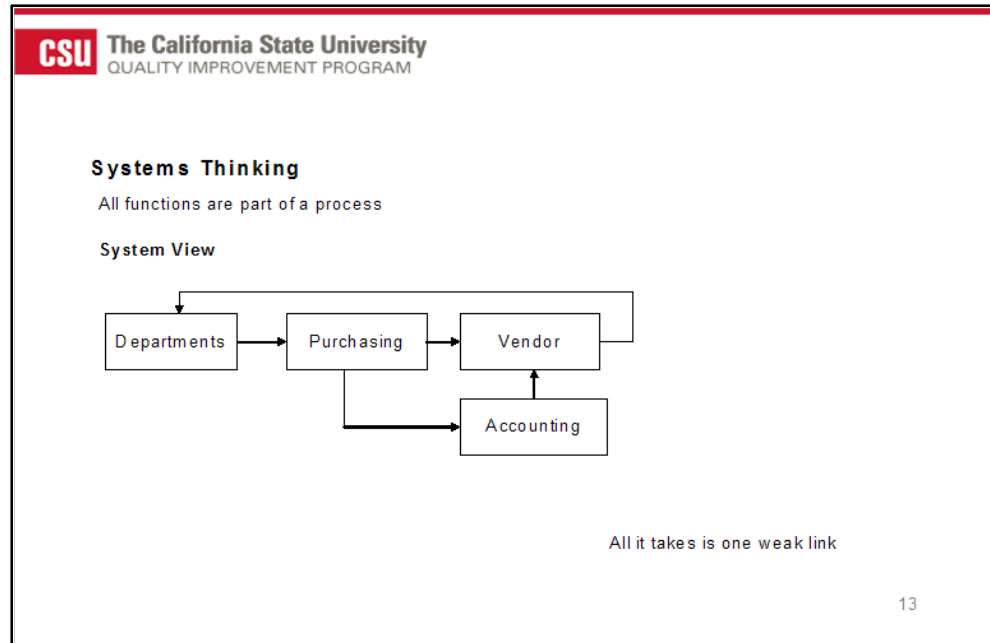 CSU The California State University
QUALITY IMPROVEMENT PROGRAM
Systems Thinking
All functions are part of a process
System View
Departments
Purchasing
Vendor
Accounting
All it takes is one weak link
13